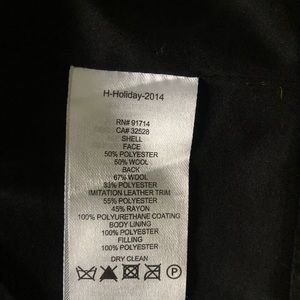 H-Holiday-2014
RN# 91714
CA# 32528
SHELL
FACE
50% POLYESTER
50% WOOL
BACK
67% WOOL
33% POLYESTER
IMITATION LEATHER TRIM
55% POLYESTER
45% RAYON
100% POLYURETHANE COATING
BODY LINING
100% POLYESTER
FILLING
100% POLYESTER
DRY CLEAN
P